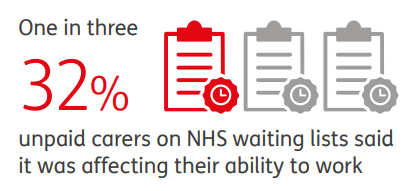 One in three
32%
unpaid carers on NHS waiting lists said
it was affecting their ability to work